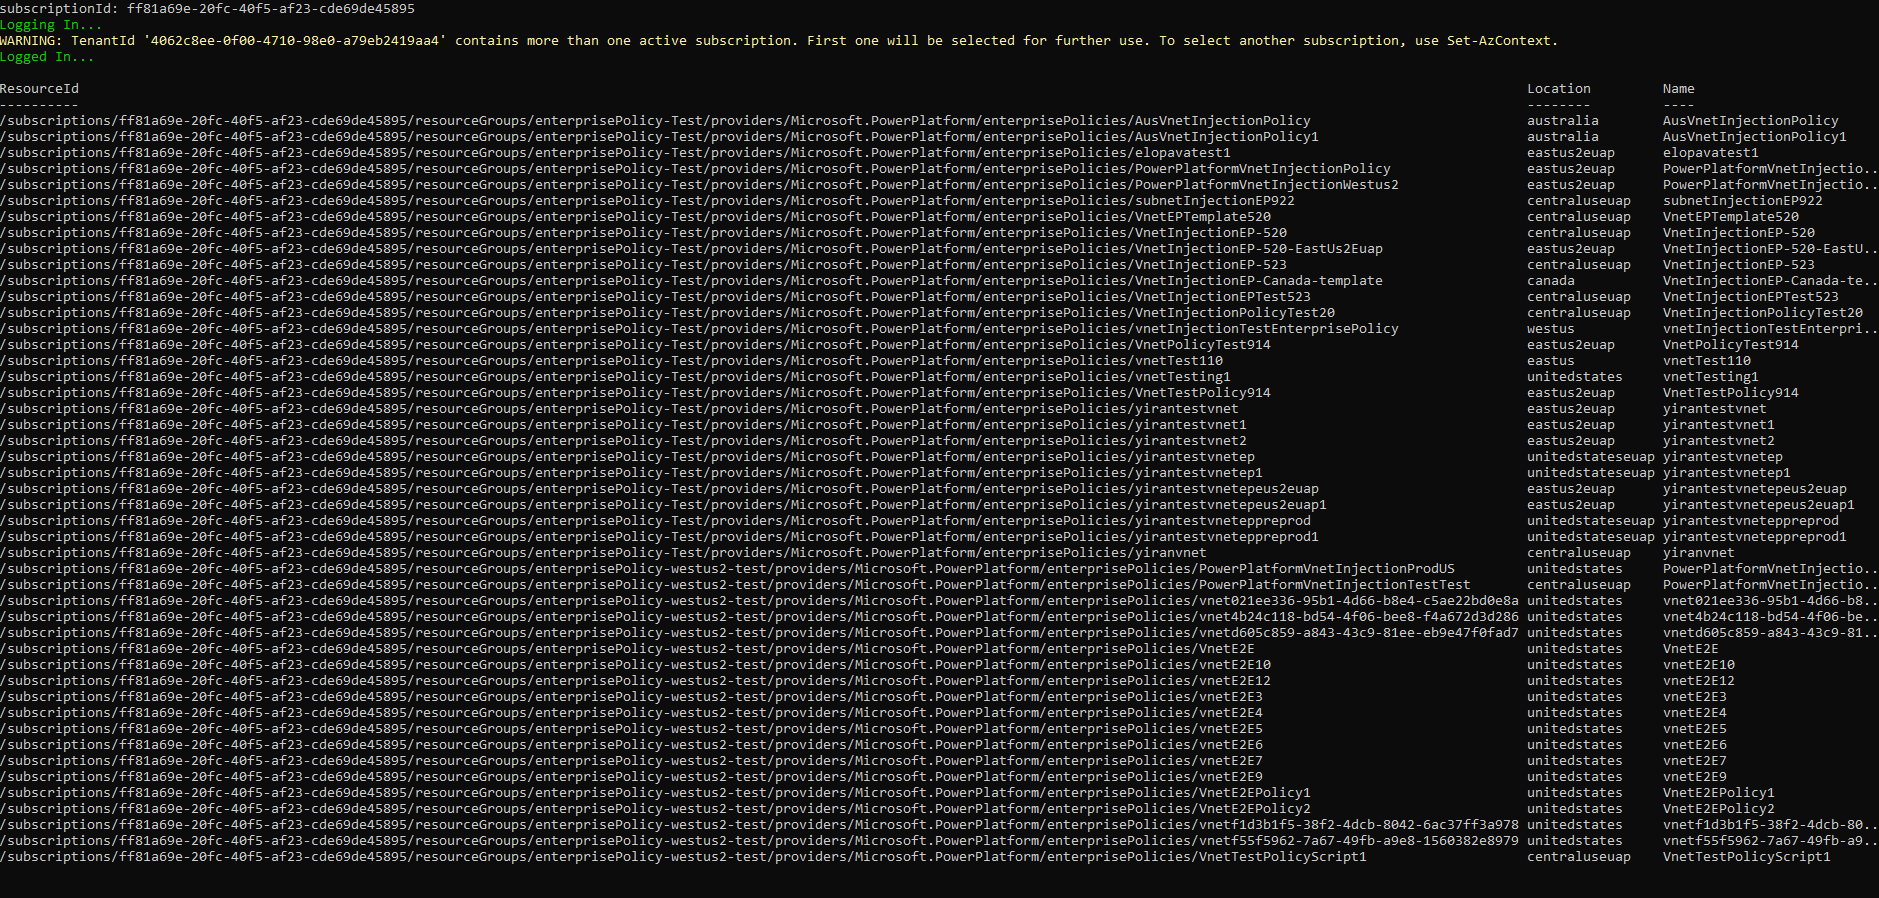 subscriptionId: ff81a69e-20fc-40f5-af23-cde69de45895
Logging In...
WARNING: TenantId '4062c8ee-0f00-4710-98e0-a79eb2419aa4' contains more than one active subscription. First one will be selected for further use. To select another subscription, use Set-AzContext.
Logged In...
ResourceId Location Name
---------- -------- ----
/subscriptions/ff81a69e-20fc-40f5-af23-cde69de45895/resourceGroups/enterprisePolicy-Test/providers/Microsoft.PowerPlatform/enterprisePolicies/AusVnetInjectionPolicy australia AusVnetInjectionPolicy
/subscriptions/ff81a69e-20fc-40f5-af23-cde69de45895/resourceGroups/enterprisePolicy-Test/providers/Microsoft.PowerPlatform/enterprisePolicies/AusVnetInjectionPolicy1 australia AusVnetInjectionPolicy1
/subscriptions/ff81a69e-20fc-40f5-af23-cde69de45895/resourceGroups/enterprisePolicy-Test/providers/Microsoft.PowerPlatform/enterprisePolicies/elopavatest1 eastus2euap elopavatest1
/subscriptions/ff81a69e-20fc-40f5-af23-cde69de45895/resourceGroups/enterprisePolicy-Test/providers/Microsoft.PowerPlatform/enterprisePolicies/PowerPlatformVnetInjectionPolicy eastus2euap PowerPlatformVnetInjectio...
/subscriptions/ff81a69e-20fc-40f5-af23-cde69de45895/resourceGroups/enterprisePolicy-Test/providers/Microsoft.PowerPlatform/enterprisePolicies/PowerPlatformVnetInjectionWestus2 eastus2euap PowerPlatformVnetInjectio...
/subscriptions/ff81a69e-20fc-40f5-af23-cde69de45895/resourceGroups/enterprisePolicy-Test/providers/Microsoft.PowerPlatform/enterprisePolicies/subnetInjectionEP922 centraluseuap subnetInjectionEP922
/subscriptions/ff81a69e-20fc-40f5-af23-cde69de45895/resourceGroups/enterprisePolicy-Test/providers/Microsoft.PowerPlatform/enterprisePolicies/VnetEPTemplate520 centraluseuap VnetEPTemplate520
/subscriptions/ff81a69e-20fc-40f5-af23-cde69de45895/resourceGroups/enterprisePolicy-Test/providers/Microsoft.PowerPlatform/enterprisePolicies/VnetInjectionEP-520 centraluseuap VnetInjectionEP-520
/subscriptions/ff81a69e-20fc-40f5-af23-cde69de45895/resourceGroups/enterprisePolicy-Test/providers/Microsoft.PowerPlatform/enterprisePolicies/VnetInjectionEP-520-EastUs2Euap eastus2euap VnetInjectionEP-520-EastU...
/subscriptions/ff81a69e-20fc-40f5-af23-cde69de45895/resourceGroups/enterprisePolicy-Test/providers/Microsoft.PowerPlatform/enterprisePolicies/VnetInjectionEP-523 centraluseuap VnetInjectionEP-523
/subscriptions/ff81a69e-20fc-40f5-af23-cde69de45895/resourceGroups/enterprisePolicy-Test/providers/Microsoft.PowerPlatform/enterprisePolicies/VnetInjectionEP-Canada-template canada VnetInjectionEP-Canada-te...
/subscriptions/ff81a69e-20fc-40f5-af23-cde69de45895/resourceGroups/enterprisePolicy-Test/providers/Microsoft.PowerPlatform/enterprisePolicies/VnetInjectionEPTest523 centraluseuap VnetInjectionEPTest523
/subscriptions/ff81a69e-20fc-40f5-af23-cde69de45895/resourceGroups/enterprisePolicy-Test/providers/Microsoft.PowerPlatform/enterprisePolicies/VnetInjectionPolicyTest20 centraluseuap VnetInjectionPolicyTest20
/subscriptions/ff81a69e-20fc-40f5-af23-cde69de45895/resourceGroups/enterprisePolicy-Test/providers/Microsoft.PowerPlatform/enterprisePolicies/vnetInjectionTestEnterprisePolicy westus vnetInjectionTestEnterpri...
/subscriptions/ff81a69e-20fc-40f5-af23-cde69de45895/resourceGroups/enterprisePolicy-Test/providers/Microsoft.PowerPlatform/enterprisePolicies/VnetPolicyTest914 eastus2euap VnetPolicyTest914
/subscriptions/ff81a69e-20fc-40f5-af23-cde69de45895/resourceGroups/enterprisePolicy-Test/providers/Microsoft.PowerPlatform/enterprisePolicies/vnetTest110 eastus vnetTest110
/subscriptions/ff81a69e-20fc-40f5-af23-cde69de45895/resourceGroups/enterprisePolicy-Test/providers/Microsoft.PowerPlatform/enterprisePolicies/vnetTesting1 unitedstates vnetTesting1
/subscriptions/ff81a69e-20fc-40f5-af23-cde69de45895/resourceGroups/enterprisePolicy-Test/providers/Microsoft.PowerPlatform/enterprisePolicies/VnetTestPolicy914 eastus2euap VnetTestPolicy914
/subscriptions/ff81a69e-20fc-40f5-af23-cde69de45895/resourceGroups/enterprisePolicy-Test/providers/Microsoft.PowerPlatform/enterprisePolicies/yirantestvnet eastus2euap yirantestvnet
/subscriptions/ff81a69e-20fc-40f5-af23-cde69de45895/resourceGroups/enterprisePolicy-Test/providers/Microsoft.PowerPlatform/enterprisePolicies/yirantestvnet1 eastus2euap yirantestvnet1
/subscriptions/ff81a69e-20fc-40f5-af23-cde69de45895/resourceGroups/enterprisePolicy-Test/providers/Microsoft.PowerPlatform/enterprisePolicies/yirantestvnet2 eastus2euap yirantestvnet2
/subscriptions/ff81a69e-20fc-40f5-af23-cde69de45895/resourceGroups/enterprisePolicy-Test/providers/Microsoft.PowerPlatform/enterprisePolicies/yirantestvnetep unitedstateseuap yirantestvnetep
/subscriptions/ff81a69e-20fc-40f5-af23-cde69de45895/resourceGroups/enterprisePolicy-Test/providers/Microsoft.PowerPlatform/enterprisePolicies/yirantestvnetep1 unitedstateseuap yirantestvnetep1
/subscriptions/ff81a69e-20fc-40f5-af23-cde69de45895/resourceGroups/enterprisePolicy-Test/providers/Microsoft.PowerPlatform/enterprisePolicies/yirantestvnetepeus2euap eastus2euap yirantestvnetepeus2euap
/subscriptions/ff81a69e-20fc-40f5-af23-cde69de45895/resourceGroups/enterprisePolicy-Test/providers/Microsoft.PowerPlatform/enterprisePolicies/yirantestvnetepeus2euap1 eastus2euap yirantestvnetepeus2euap1
/subscriptions/ff81a69e-20fc-40f5-af23-cde69de45895/resourceGroups/enterprisePolicy-Test/providers/Microsoft.PowerPlatform/enterprisePolicies/yirantestvneteppreprod unitedstateseuap yirantestvneteppreprod
/subscriptions/ff81a69e-20fc-40f5-af23-cde69de45895/resourceGroups/enterprisePolicy-Test/providers/Microsoft.PowerPlatform/enterprisePolicies/yirantestvneteppreprod1 unitedstateseuap yirantestvneteppreprod1
/subscriptions/ff81a69e-20fc-40f5-af23-cde69de45895/resourceGroups/enterprisePolicy-Test/providers/Microsoft.PowerPlatform/enterprisePolicies/yiranvnet centraluseuap yiranvnet
/subscriptions/ff81a69e-20fc-40f5-af23-cde69de45895/resourceGroups/enterprisePolicy-westus2-test/providers/Microsoft.PowerPlatform/enterprisePolicies/PowerPlatformVnetInjectionProdUS unitedstates PowerPlatformVnetInjectio...
/subscriptions/ff81a69e-20fc-40f5-af23-cde69de45895/resourceGroups/enterprisePolicy-westus2-test/providers/Microsoft.PowerPlatform/enterprisePolicies/PowerPlatformVnetInjectionTestTest centraluseuap PowerPlatformVnetInjectio...
/subscriptions/ff81a69e-20fc-40f5-af23-cde69de45895/resourceGroups/enterprisePolicy-westus2-test/providers/Microsoft.PowerPlatform/enterprisePolicies/vnet021ee336-95b1-4d66-b8e4-c5ae22bd0e8a unitedstates vnet021ee336-95b1-4d66-b8...
/subscriptions/ff81a69e-20fc-40f5-af23-cde69de45895/resourceGroups/enterprisePolicy-westus2-test/providers/Microsoft.PowerPlatform/enterprisePolicies/vnet4b24c118-bd54-4f06-bee8-f4a672d3d286 unitedstates vnet4b24c118-bd54-4f06-be...
/subscriptions/ff81a69e-20fc-40f5-af23-cde69de45895/resourceGroups/enterprisePolicy-westus2-test/providers/Microsoft.PowerPlatform/enterprisePolicies/vnetd605c859-a843-43c9-81ee-eb9e47f0fad7 unitedstates vnetd605c859-a843-43c9-81...
/subscriptions/ff81a69e-20fc-40f5-af23-cde69de45895/resourceGroups/enterprisePolicy-westus2-test/providers/Microsoft.PowerPlatform/enterprisePolicies/VnetE2E unitedstates VnetE2E
/subscriptions/ff81a69e-20fc-40f5-af23-cde69de45895/resourceGroups/enterprisePolicy-westus2-test/providers/Microsoft.PowerPlatform/enterprisePolicies/vnetE2E10 unitedstates vnetE2E10
/subscriptions/ff81a69e-20fc-40f5-af23-cde69de45895/resourceGroups/enterprisePolicy-westus2-test/providers/Microsoft.PowerPlatform/enterprisePolicies/vnetE2E12 unitedstates vnetE2E12
/subscriptions/ff81a69e-20fc-40f5-af23-cde69de45895/resourceGroups/enterprisePolicy-westus2-test/providers/Microsoft.PowerPlatform/enterprisePolicies/vnetE2E3 unitedstates vnetE2E3
/subscriptions/ff81a69e-20fc-40f5-af23-cde69de45895/resourceGroups/enterprisePolicy-westus2-test/providers/Microsoft.PowerPlatform/enterprisePolicies/vnetE2E4 unitedstates vnetE2E4
/subscriptions/ff81a69e-20fc-40f5-af23-cde69de45895/resourceGroups/enterprisePolicy-westus2-test/providers/Microsoft.PowerPlatform/enterprisePolicies/vnetE2E5 unitedstates vnetE2E5
/subscriptions/ff81a69e-20fc-40f5-af23-cde69de45895/resourceGroups/enterprisePolicy-westus2-test/providers/Microsoft.PowerPlatform/enterprisePolicies/vnetE2E6 unitedstates vnetE2E6
/subscriptions/ff81a69e-20fc-40f5-af23-cde69de45895/resourceGroups/enterprisePolicy-westus2-test/providers/Microsoft.PowerPlatform/enterprisePolicies/vnetE2E7 unitedstates vnetE2E7
/subscriptions/ff81a69e-20fc-40f5-af23-cde69de45895/resourceGroups/enterprisePolicy-westus2-test/providers/Microsoft.PowerPlatform/enterprisePolicies/vnetE2E9 unitedstates vnetE2E9
/subscriptions/ff81a69e-20fc-40f5-af23-cde69de45895/resourceGroups/enterprisePolicy-westus2-test/providers/Microsoft.PowerPlatform/enterprisePolicies/VnetE2EPolicy1 unitedstates VnetE2EPolicy1
/subscriptions/ff81a69e-20fc-40f5-af23-cde69de45895/resourceGroups/enterprisePolicy-westus2-test/providers/Microsoft.PowerPlatform/enterprisePolicies/VnetE2EPolicy2 unitedstates VnetE2EPolicy2
/subscriptions/ff81a69e-20fc-40f5-af23-cde69de45895/resourceGroups/enterprisePolicy-westus2-test/providers/Microsoft.PowerPlatform/enterprisePolicies/vnetf1d3b1f5-38f2-4dcb-8042-6ac37ff3a978 unitedstates vnetf1d3b1f5-38f2-4dcb-80...
/subscriptions/ff81a69e-20fc-40f5-af23-cde69de45895/resourceGroups/enterprisePolicy-westus2-test/providers/Microsoft.PowerPlatform/enterprisePolicies/vnetf55f5962-7a67-49fb-a9e8-1560382e8979 unitedstates vnetf55f5962-7a67-49fb-a9...
/subscriptions/ff81a69e-20fc-40f5-af23-cde69de45895/resourceGroups/enterprisePolicy-westus2-test/providers/Microsoft.PowerPlatform/enterprisePolicies/VnetTestPolicyScript1 centraluseuap VnetTestPolicyScript1